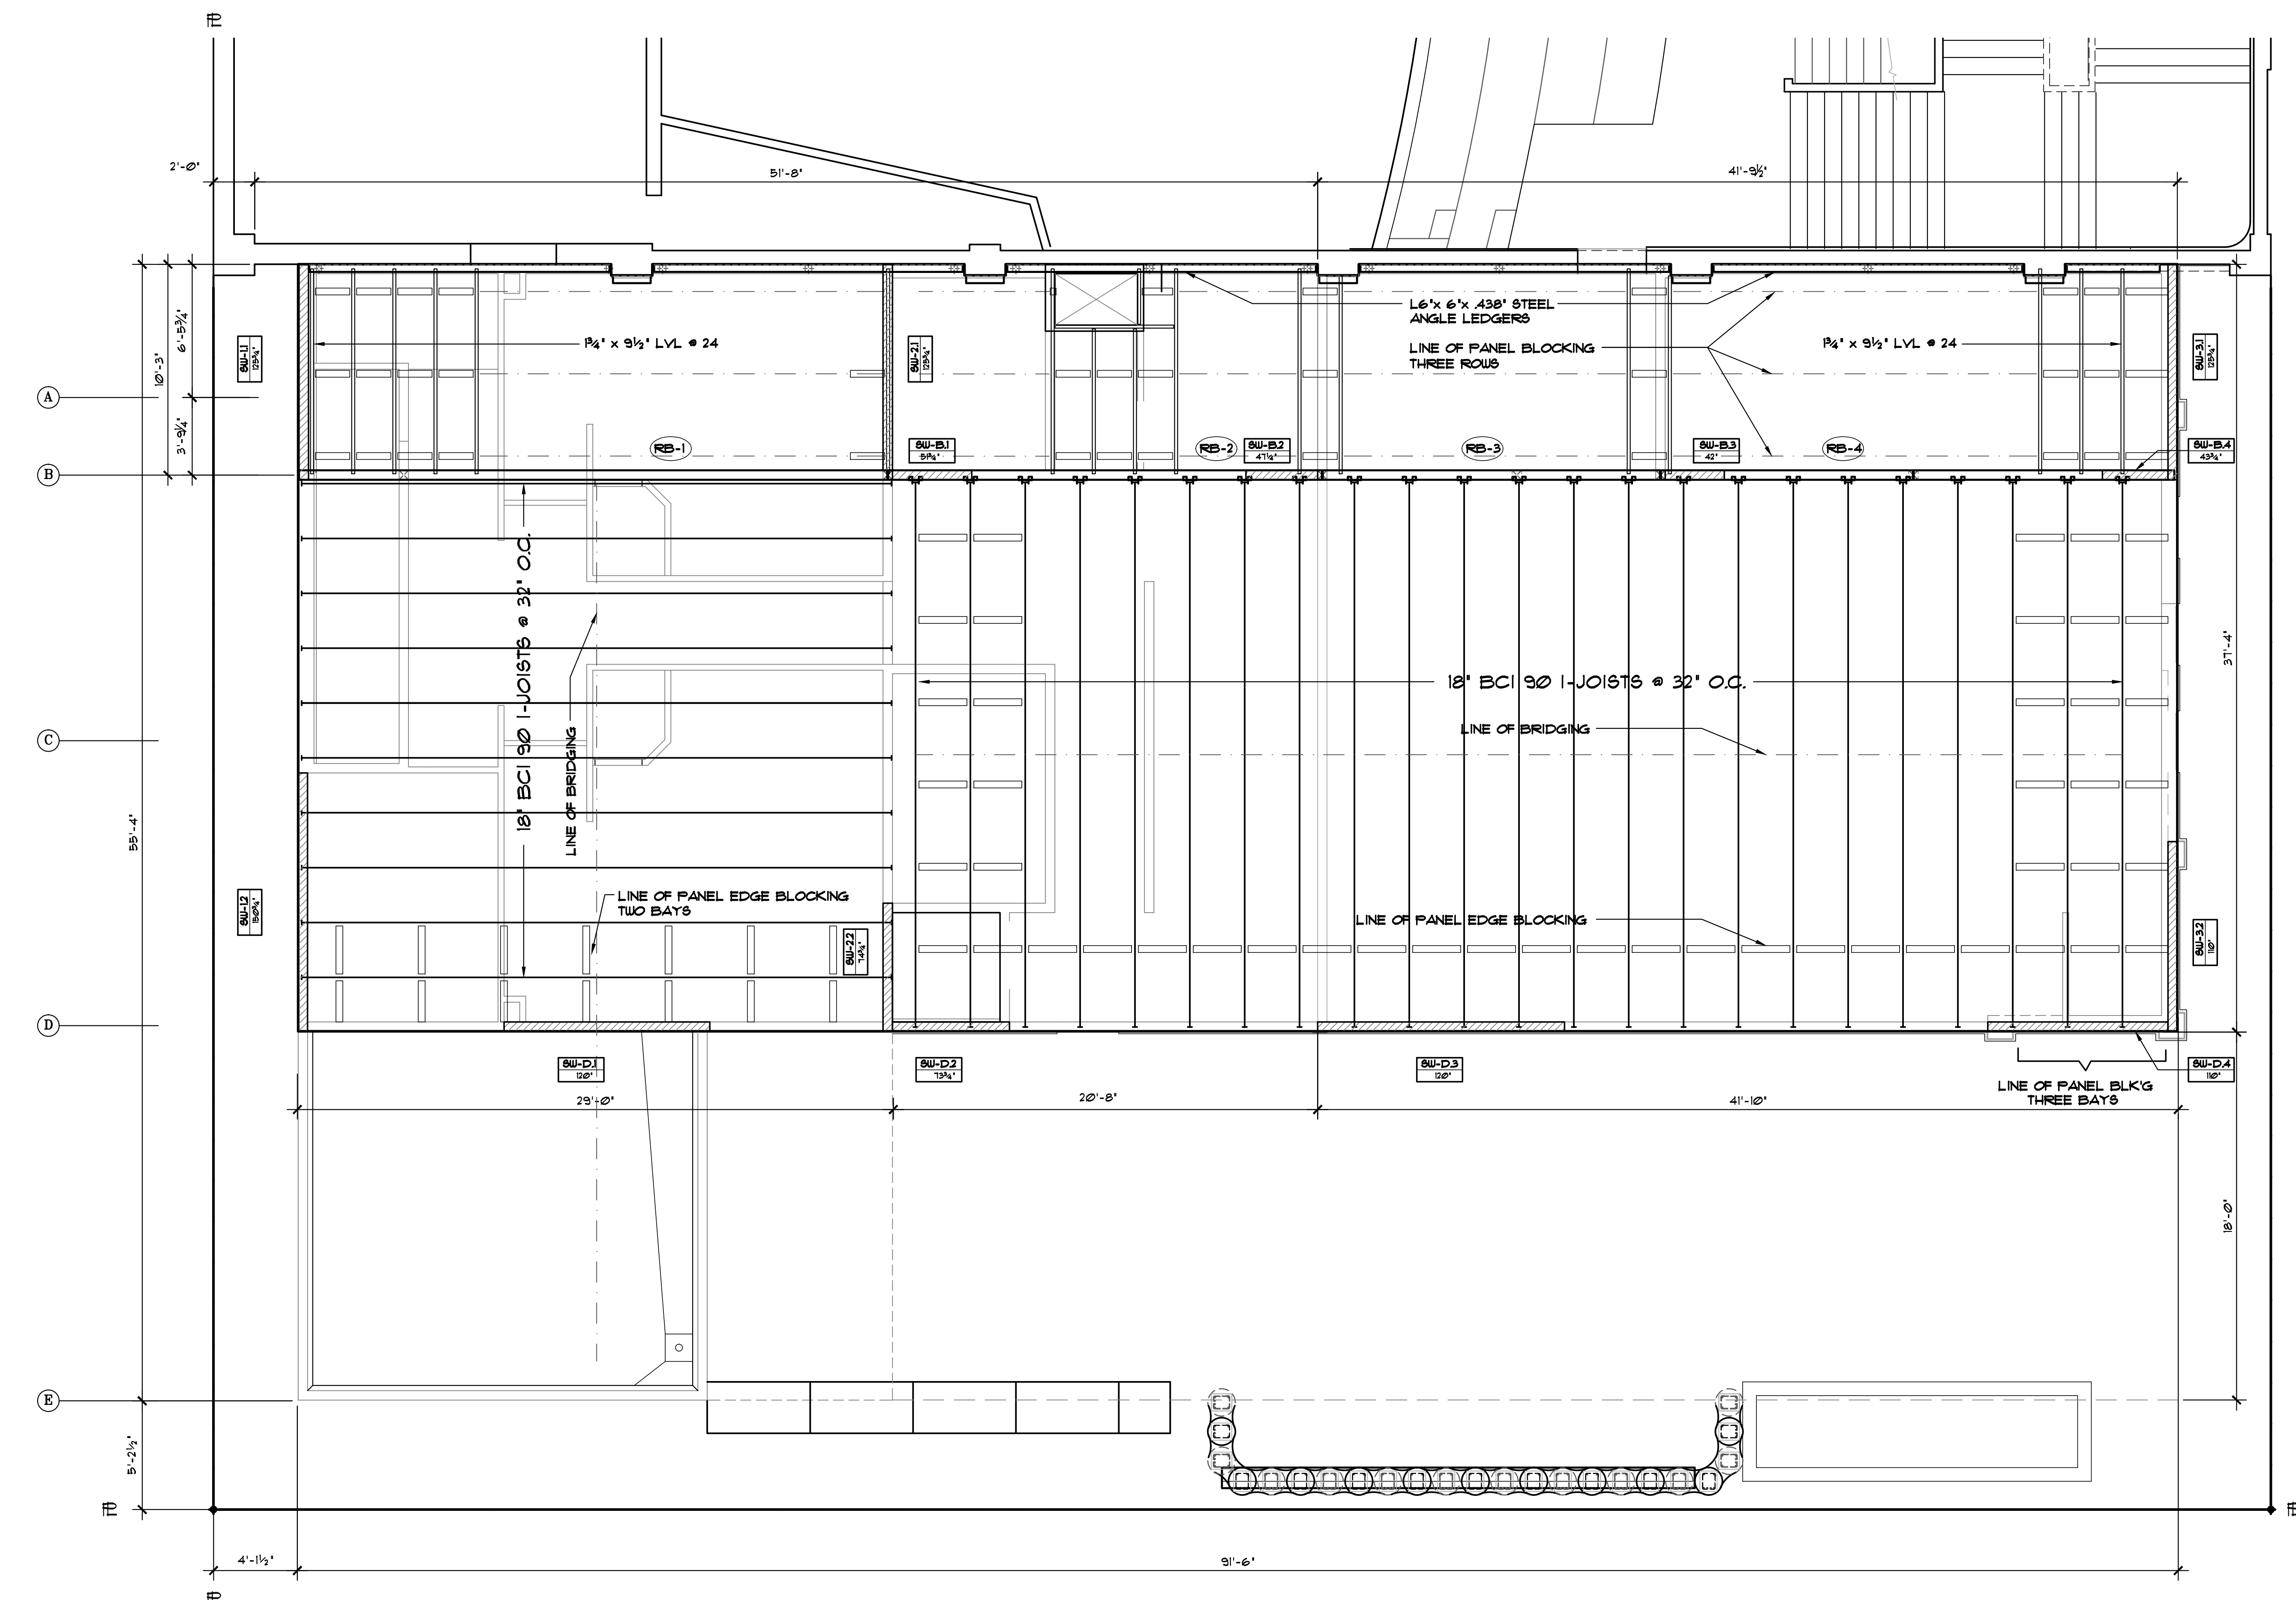 PL
2'-0"
51'-8"
41'-9½"
6'-5¾"
10'-3"
3'-9¼"
SW-1.1
125¾"
SW-2.1
125¾"
SW-3.1
125¾"
L6"x 6"x .438" STEEL
ANGLE LEDGERS
1¾" x 9½" LVL @ 24
LINE OF PANEL BLOCKING
THREE ROWS
1¾" x 9½" LVL @ 24
A
RB-1
SW-B.1
51¾"
RB-2
SW-B.2
47¼"
RB-3
SW-B.3
42"
RB-4
SW-B.4
43¾"
B
18" BCI 90 I-JOISTS @ 32" O.C.
LINE OF BRIDGING
37'-4"
18" BCI 90 I-JOISTS @ 32" O.C.
LINE OF BRIDGING
C
55'-4"
SW-1.2
150¾"
LINE OF PANEL EDGE BLOCKING
TWO BAYS
SW-2.2
74¾"
LINE OF PANEL EDGE BLOCKING
SW-3.2
110"
D
SW-D.1
120"
SW-D.2
73¾"
SW-D.3
120"
SW-D.4
110"
LINE OF PANEL BLK'G
THREE BAYS
29'-0"
20'-8"
41'-10"
18'-0"
E
5'-2½"
PL
PL
4'-1½"
91'-6"
PL